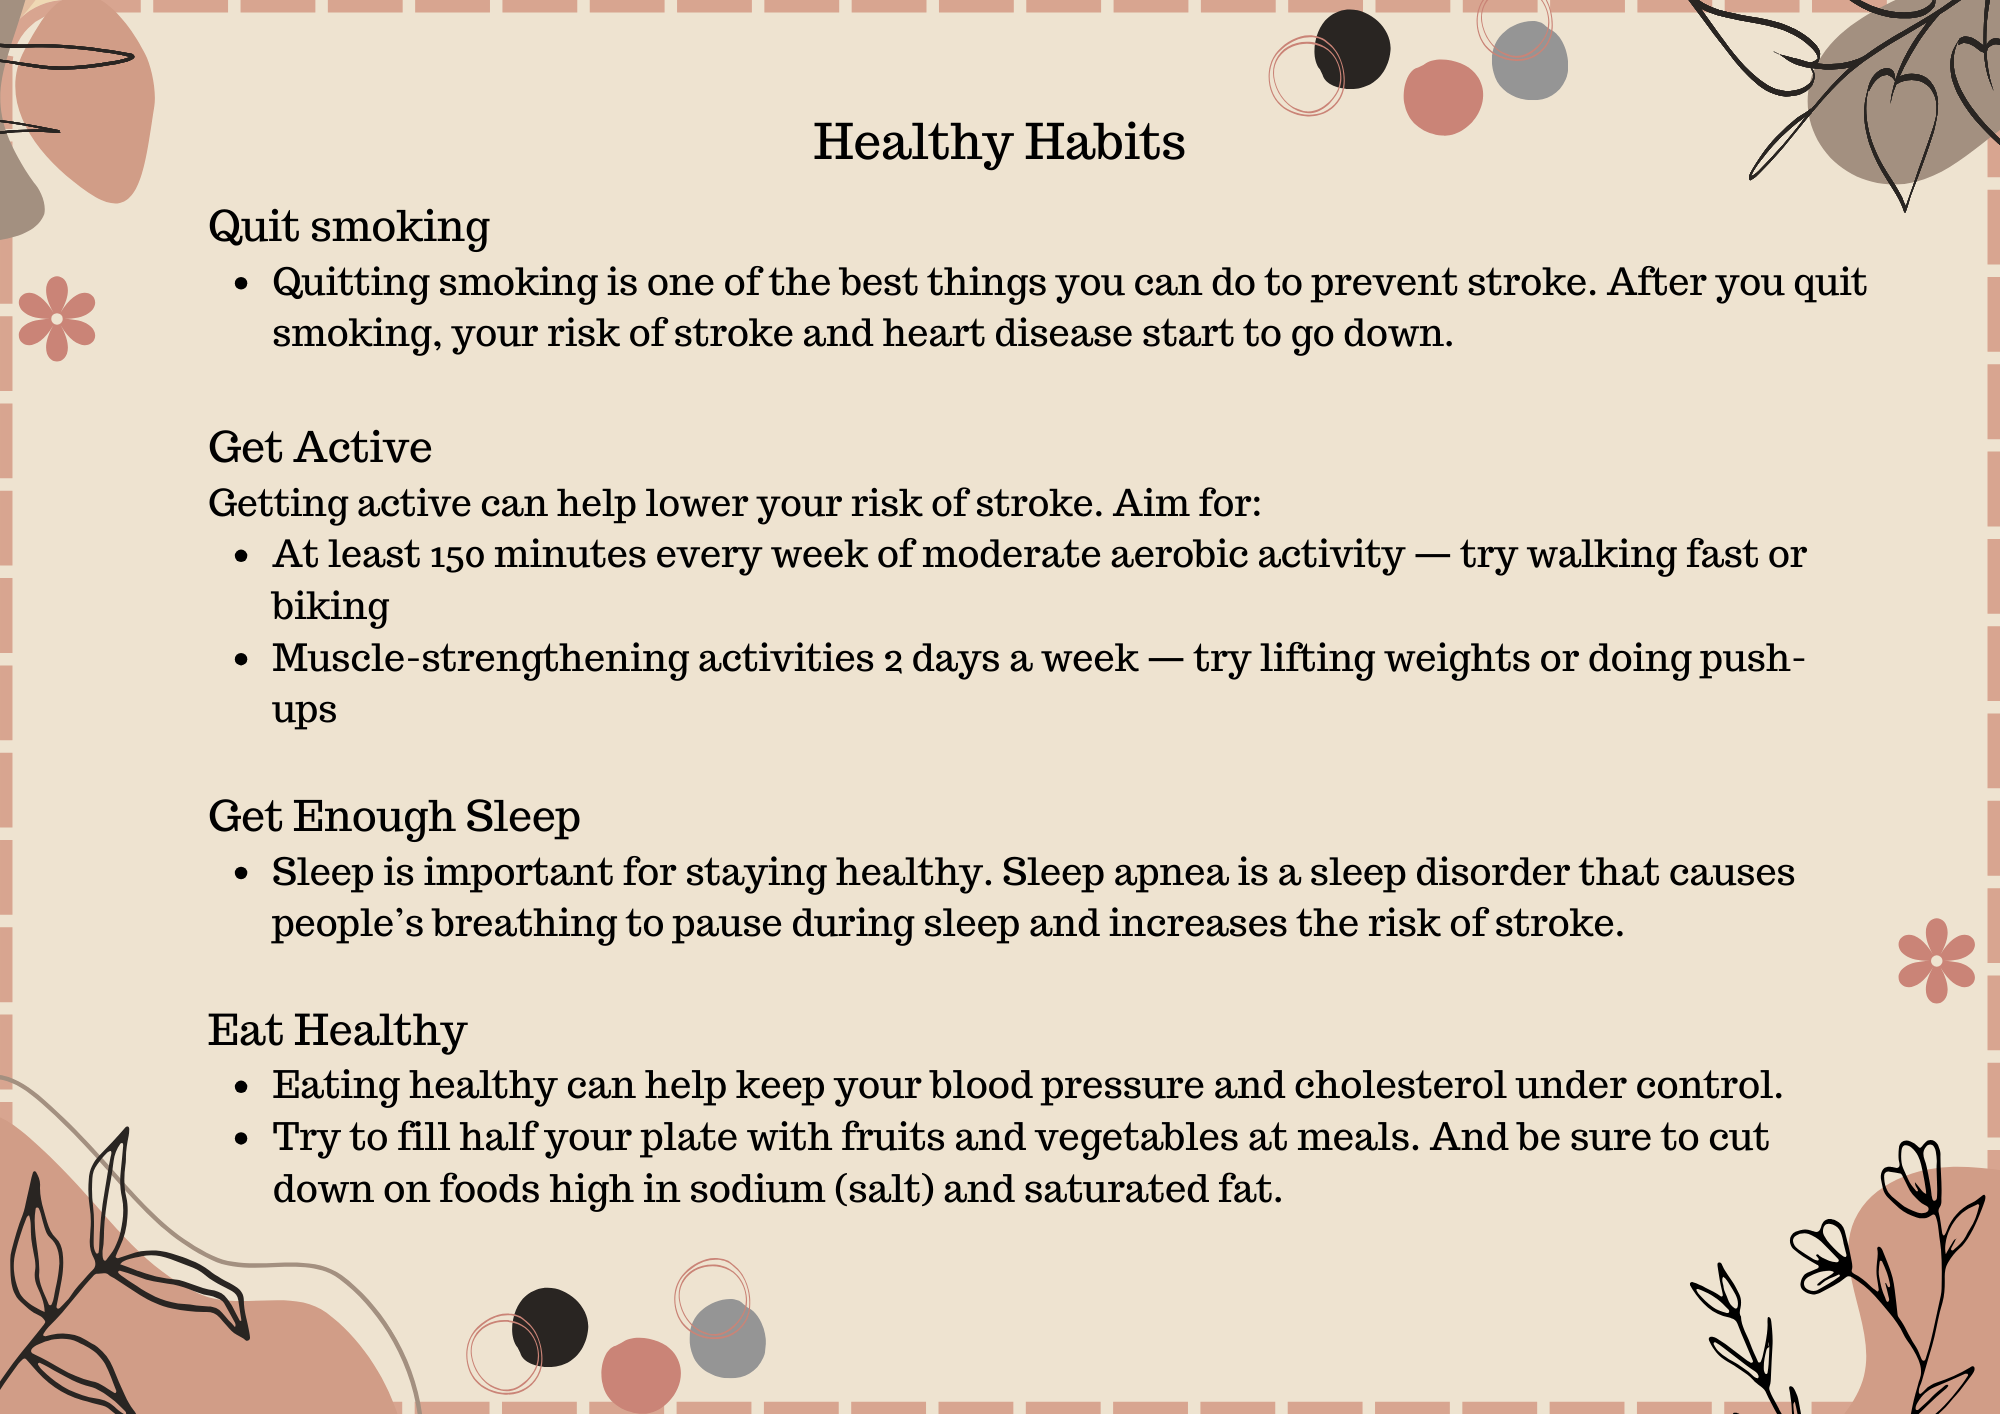 Healthy Habits
Quit smoking
• Quitting smoking is one of the best things you can do to prevent stroke. After you quit
smoking, your risk of stroke and heart disease start to go down.
Get Active
Getting active can help lower your risk of stroke. Aim for:
• At least 150 minutes every week of moderate aerobic activity — try walking fast or
biking
• Muscle-strengthening activities 2 days a week — try lifting weights or doing push-
ups
Get Enough Sleep
• Sleep is important for staying healthy. Sleep apnea is a sleep disorder that causes
people’s breathing to pause during sleep and increases the risk of stroke.
Eat Healthy
• Eating healthy can help keep your blood pressure and cholesterol under control.
• Try to fill half your plate with fruits and vegetables at meals. And be sure to cut
down on foods high in sodium (salt) and saturated fat.